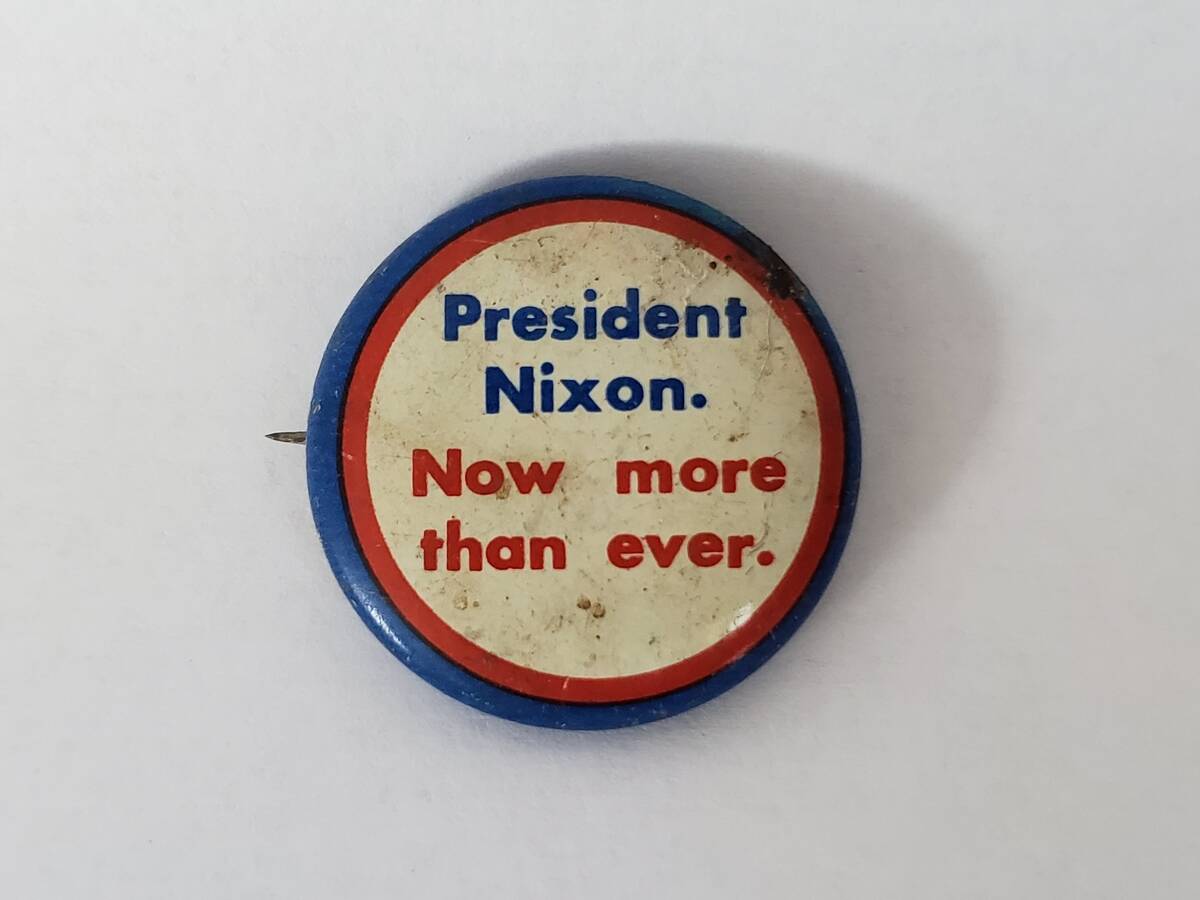 President
Nixon.
Now more
than ever.